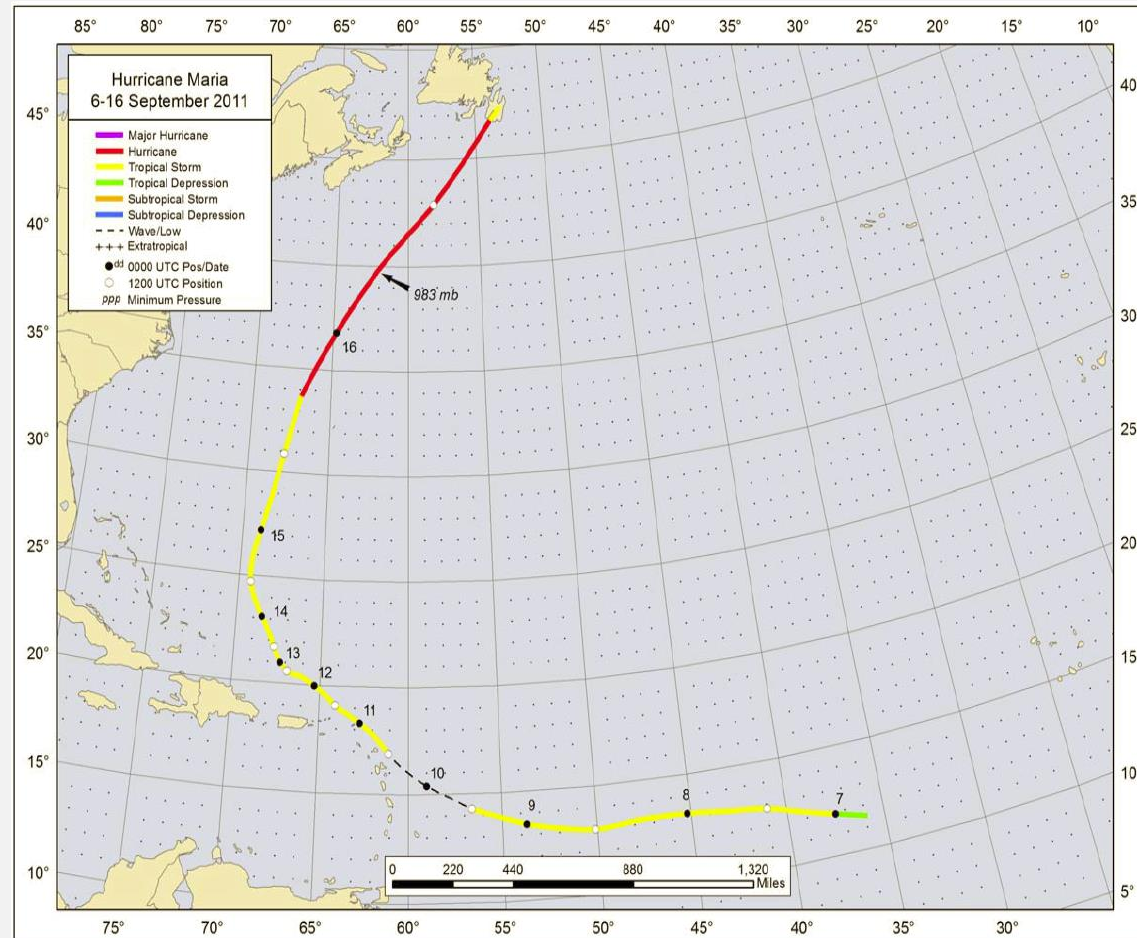 85° 80° 75° 70° 65° 60° 55° 50° 45° 40° 35° 30° 25° 20° 15° 10°
Hurricane Maria
6-16 September 2011
Major Hurricane
Hurricane
Tropical Storm
Tropical Depression
Subtropical Storm
Subtropical Depression
Wave/Low
+++ Extratropical
dd 0000 UTC Pos/Date
1200 UTC Position
ppp Minimum Pressure
45°
40°
35°
30°
25°
20°
15°
10°
40
35°
30°
25°
20°
15°
10°
5°
983 mb
16
15
14
13
12
11
10
9
8
7
0 220 440 880 1,320
Miles
75° 70° 65° 60° 55° 50° 45° 40° 35° 30°